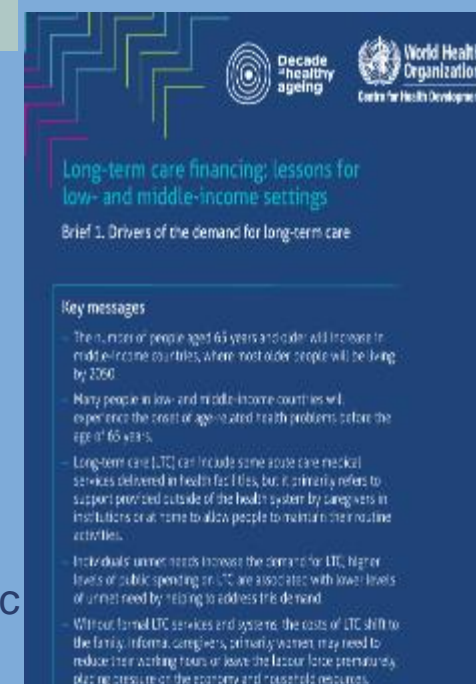 Decade
of healthy
ageing
World Health
Organization
Centre for Health Development
Long-term care financing: lessons for
low- and middle-income settings
Brief 1. Drivers of the demand for long-term care
Key messages
– The number of people aged 65 years and older will increase in
middle-income countries, where most older people will be living
by 2050.
– Many people in low- and middle-income countries will
experience the onset of age-related health problems before the
age of 65 years.
– Long-term care (LTC) can include some acute care medical
services delivered in health facilities, but it primarily refers to
support provided outside of the health system by caregivers in
institutions or at home to allow people to maintain their routine
activities.
– Individuals' unmet needs increase the demand for LTC; higher
levels of public spending on LTC are associated with lower levels
of unmet need by helping to address this demand.
c
– Without formal LTC services and systems, the costs of LTC shift to
the family. Informal caregivers, primarily women, may need to
reduce their working hours or leave the labour force prematurely,
placing pressure on the economy and household resources.